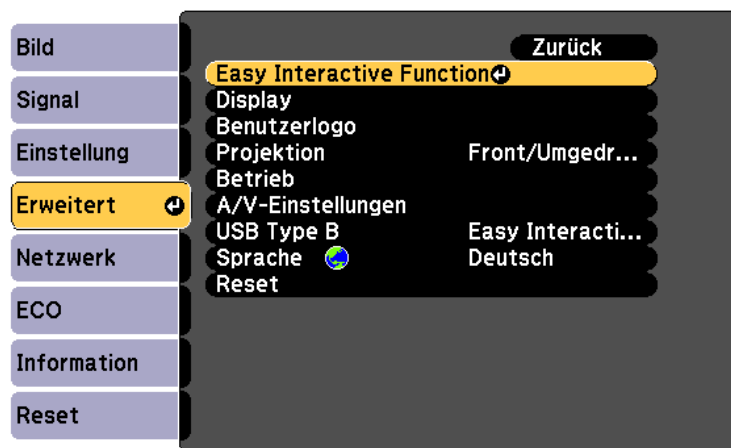 Bild
Signal
Einstellung
Erweitert
Netzwerk
ECO
Information
Reset
Zurück
Easy Interactive Function
Display
Benutzerlogo
Projektion Front/Umgedr...
Betrieb
A/V-Einstellungen
USB Type B Easy Interacti...
Sprache Deutsch
Reset